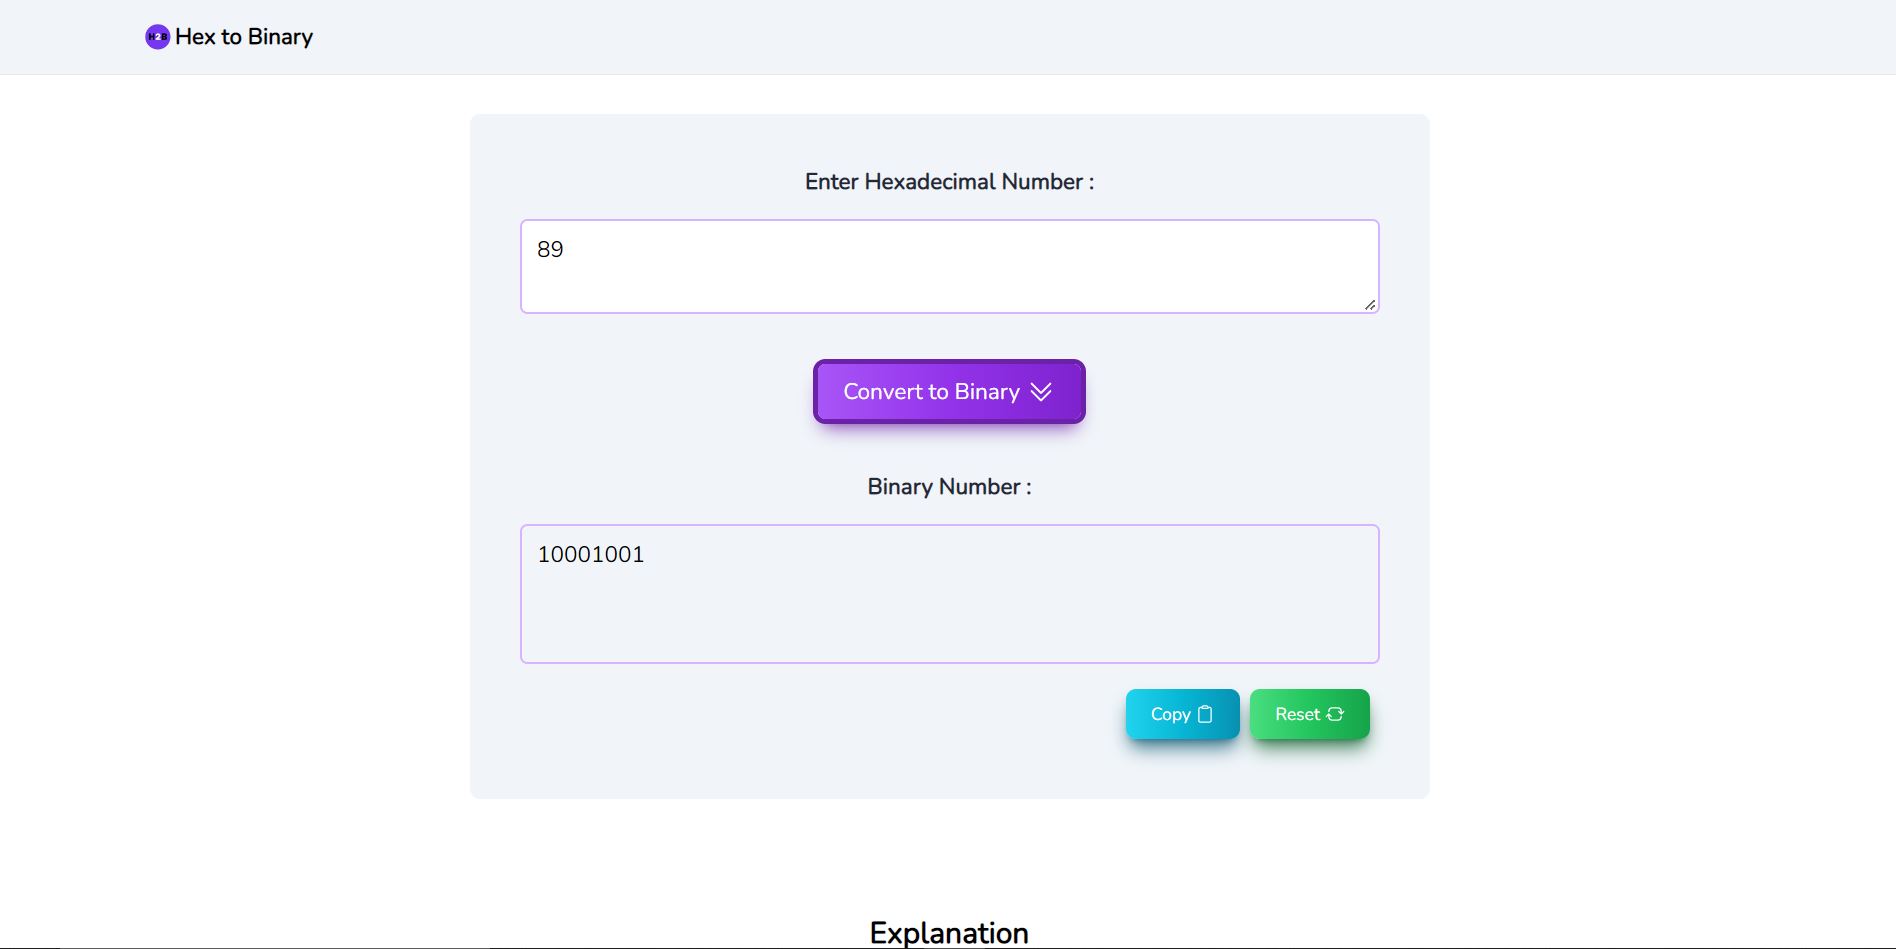 H2B Hex to Binary
Enter Hexadecimal Number :
89
Convert to Binary
Binary Number :
10001001
Copy
Reset
Explanation